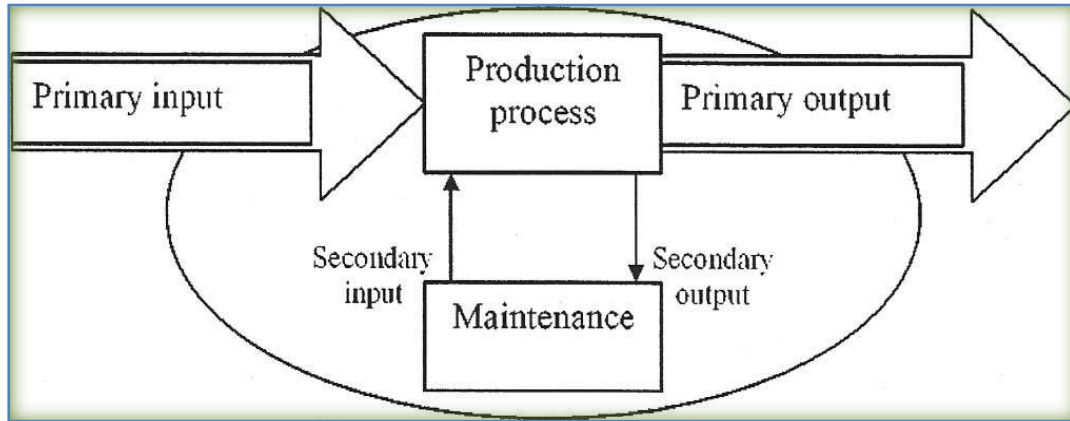 Primary input
Production
process
Primary output
Secondary
input
Secondary
output
Maintenance